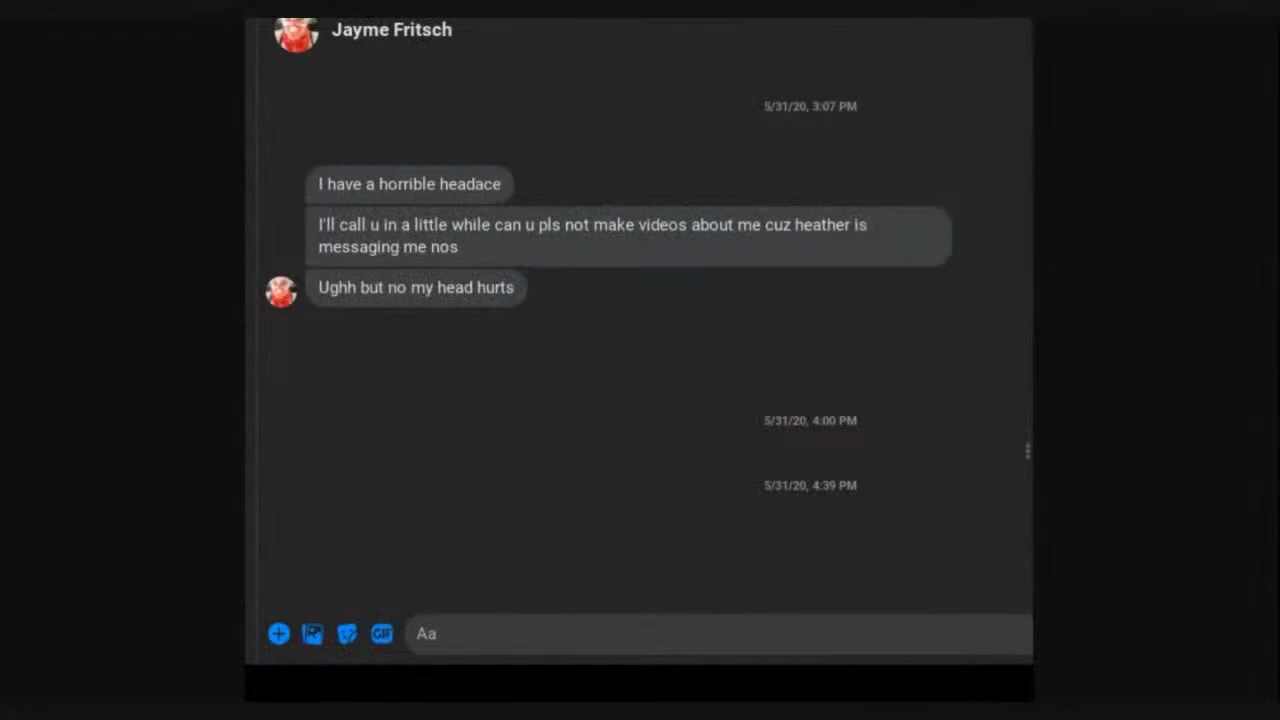 Jayme Fritsch
5/31/20, 3:07 PM
I have a horrible headace
I'll call u in a little while can u pls not make videos about me cuz heather is
messaging me nos
Ughh but no my head hurts
5/31/20, 4:00 PM
5/31/20, 4:39 PM
GIF
Aa